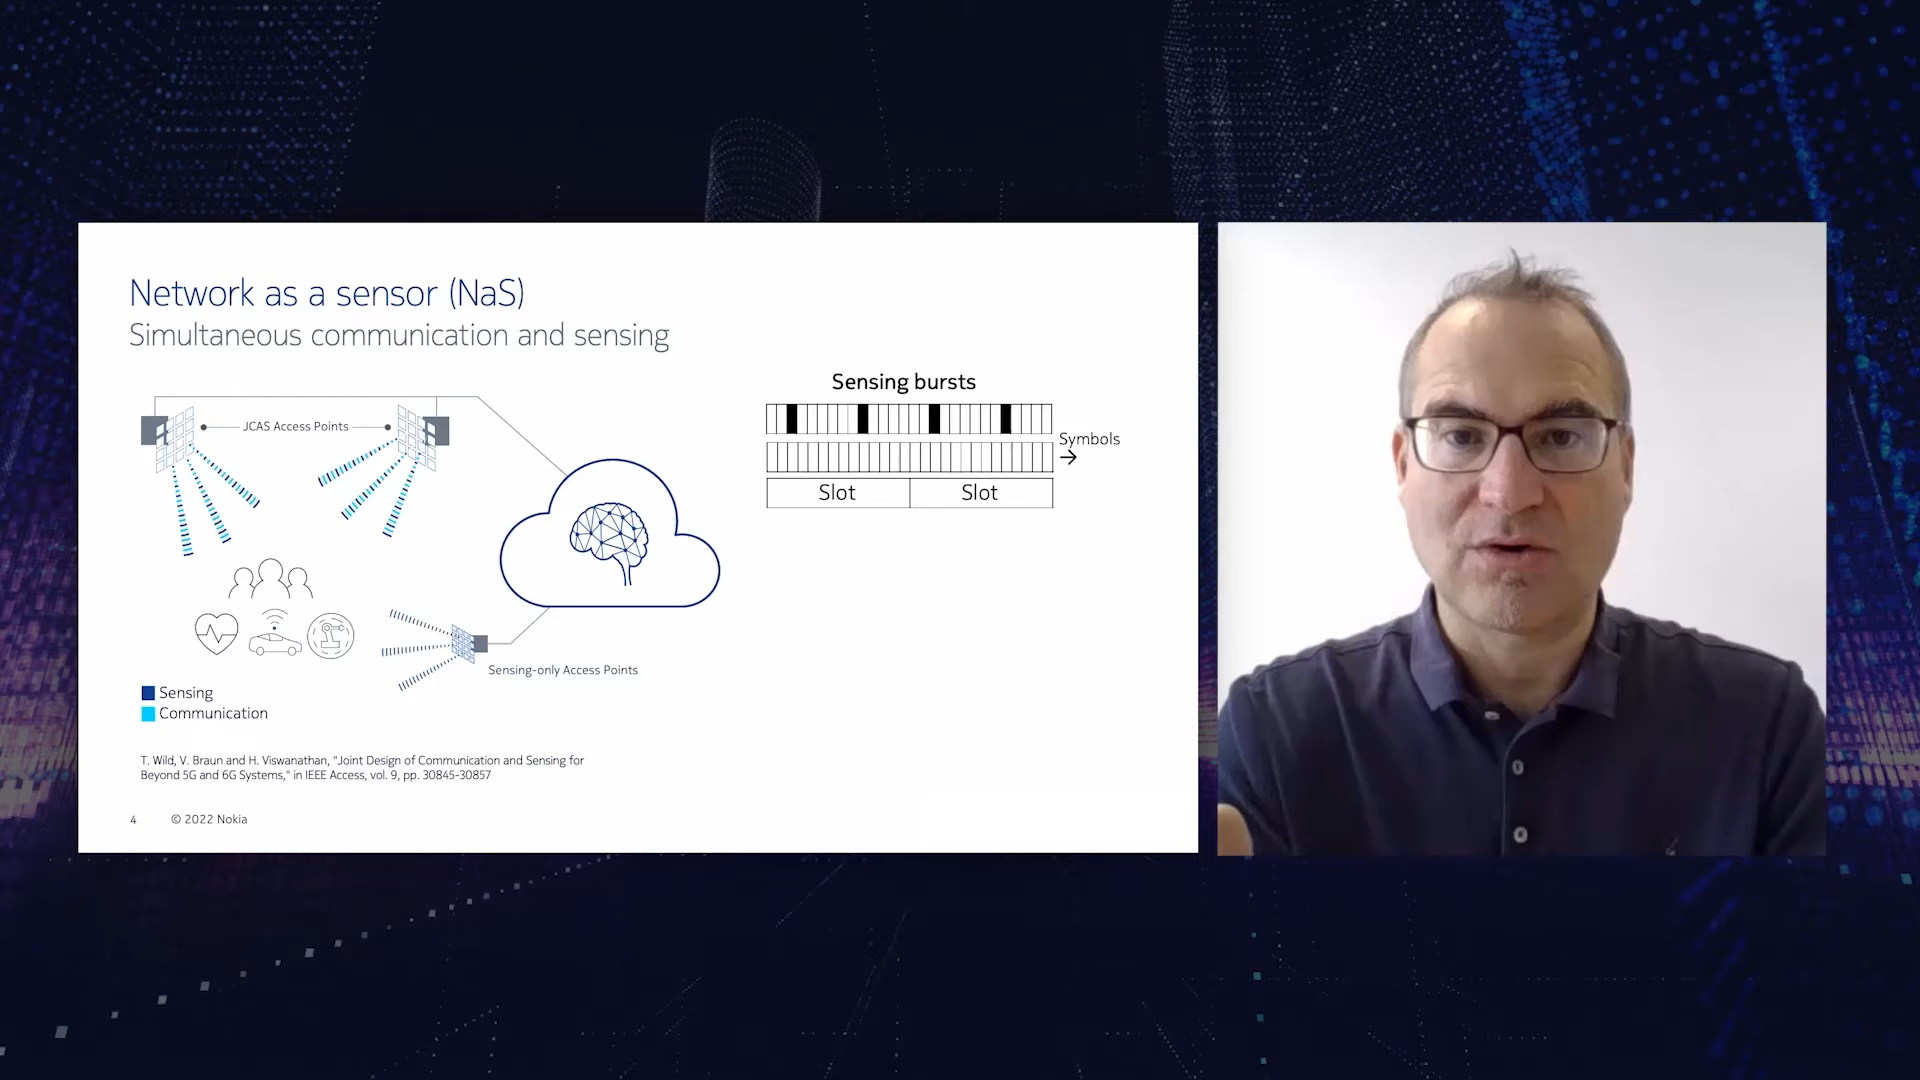 Network as a sensor (NaS)
Simultaneous communication and sensing
JCAS Access Points
Sensing-only Access Points
Sensing
Communication
Sensing bursts
Symbols
Slot Slot
T. Wild, V. Braun and H. Viswanathan, "Joint Design of Communication and Sensing for
Beyond 5G and 6G Systems," in IEEE Access, vol. 9, pp. 30845-30857
4 © 2022 Nokia